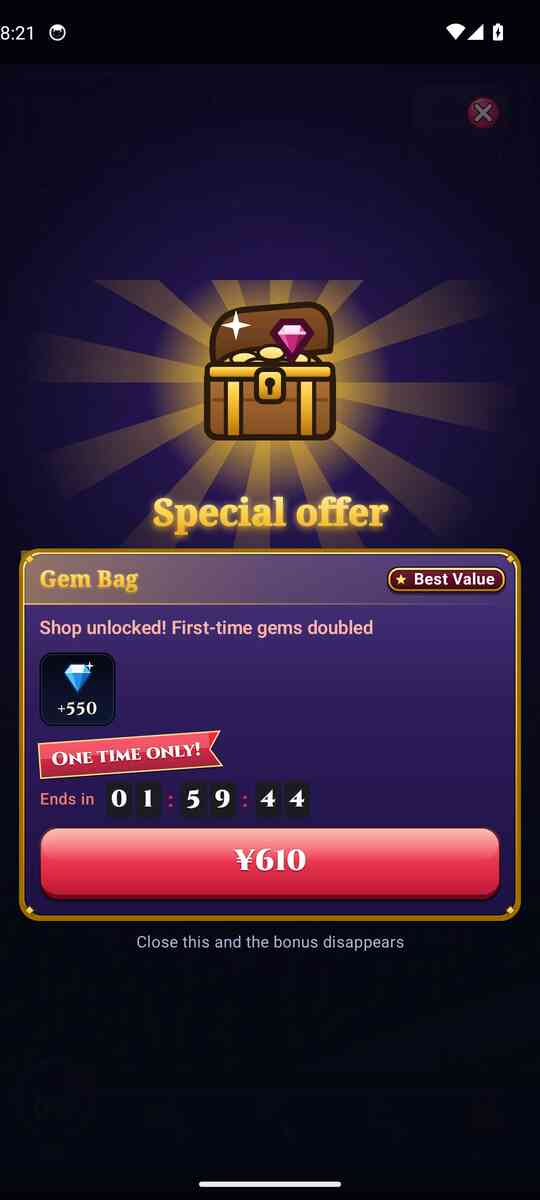 8:21
Special offer
Gem Bag
Best Value
Shop unlocked! First-time gems doubled
+550
ONE TIME ONLY!
Ends in 01:59:44
¥610
Close this and the bonus disappears